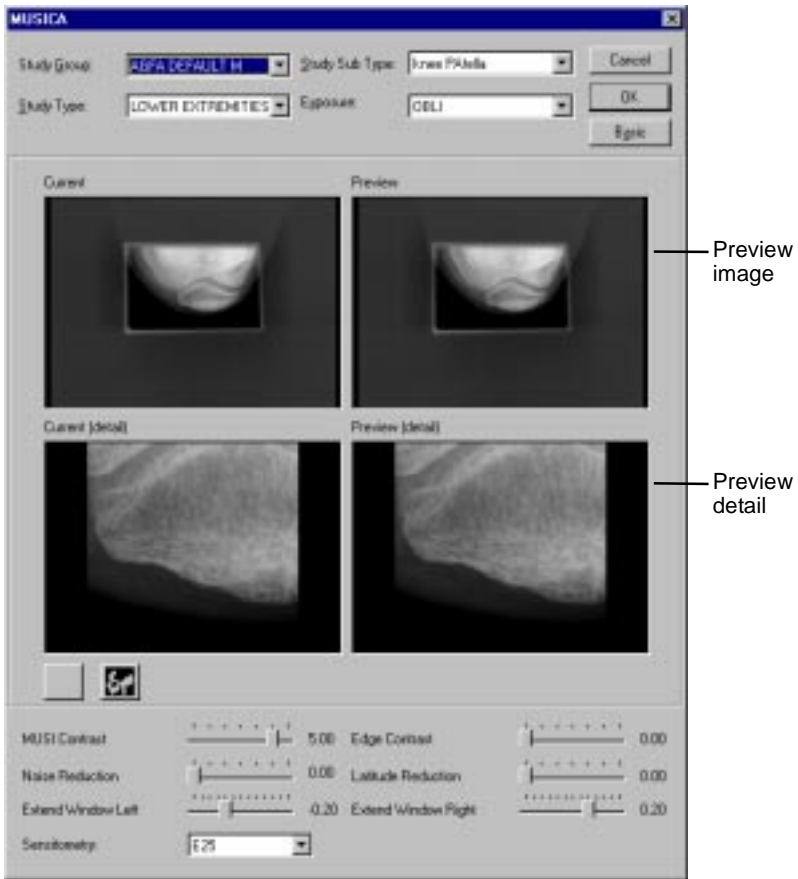 MUSICA
Study Group: AGFA DEFAULT M Study Sub Type: knee PAtella Cancel
Study Type: LOWER EXTREMITIES Exposure: OBLI OK
Basic
Current Preview
Preview
image
Current (detail) Preview (detail)
Preview
detail
MUSI Contrast 5.00 Edge Contrast 0.00
Noise Reduction 0.00 Latitude Reduction 0.00
Extend Window Left -0.20 Extend Window Right 0.20
Sensitometry: E25